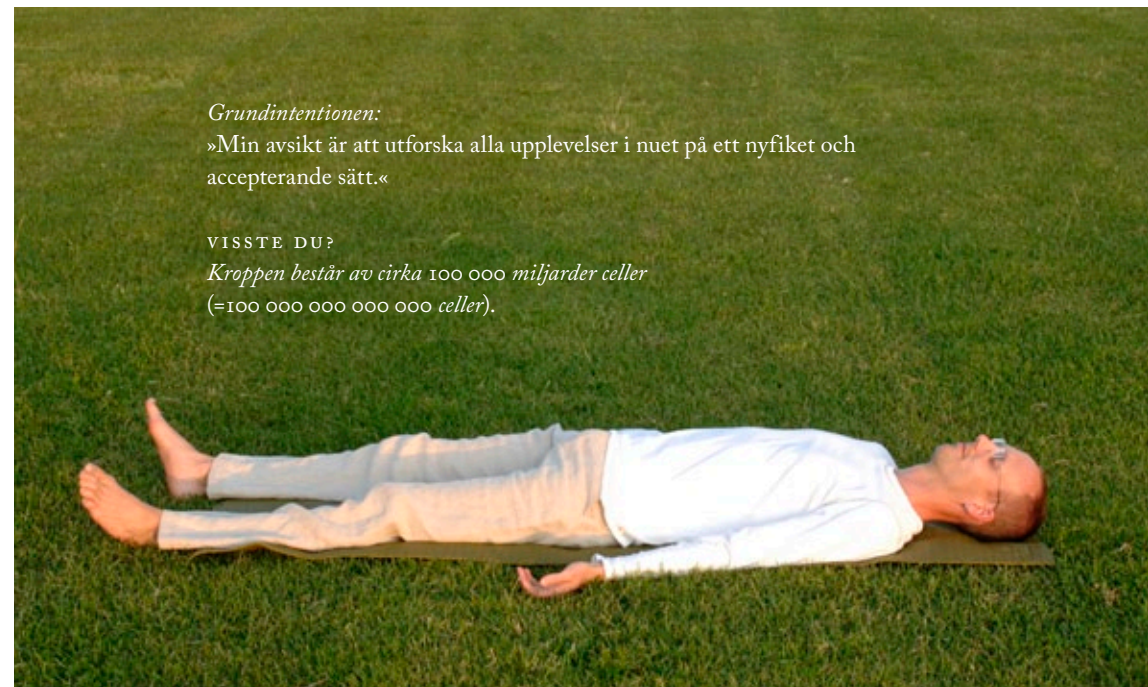 Grundintentionen:
»Min avsikt är att utforska alla upplevelser i nuet på ett nyfiket och
accepterande sätt.«
VISSTE DU?
Kroppen består av cirka 100 000 miljarder celler
(=100 000 000 000 000 celler).